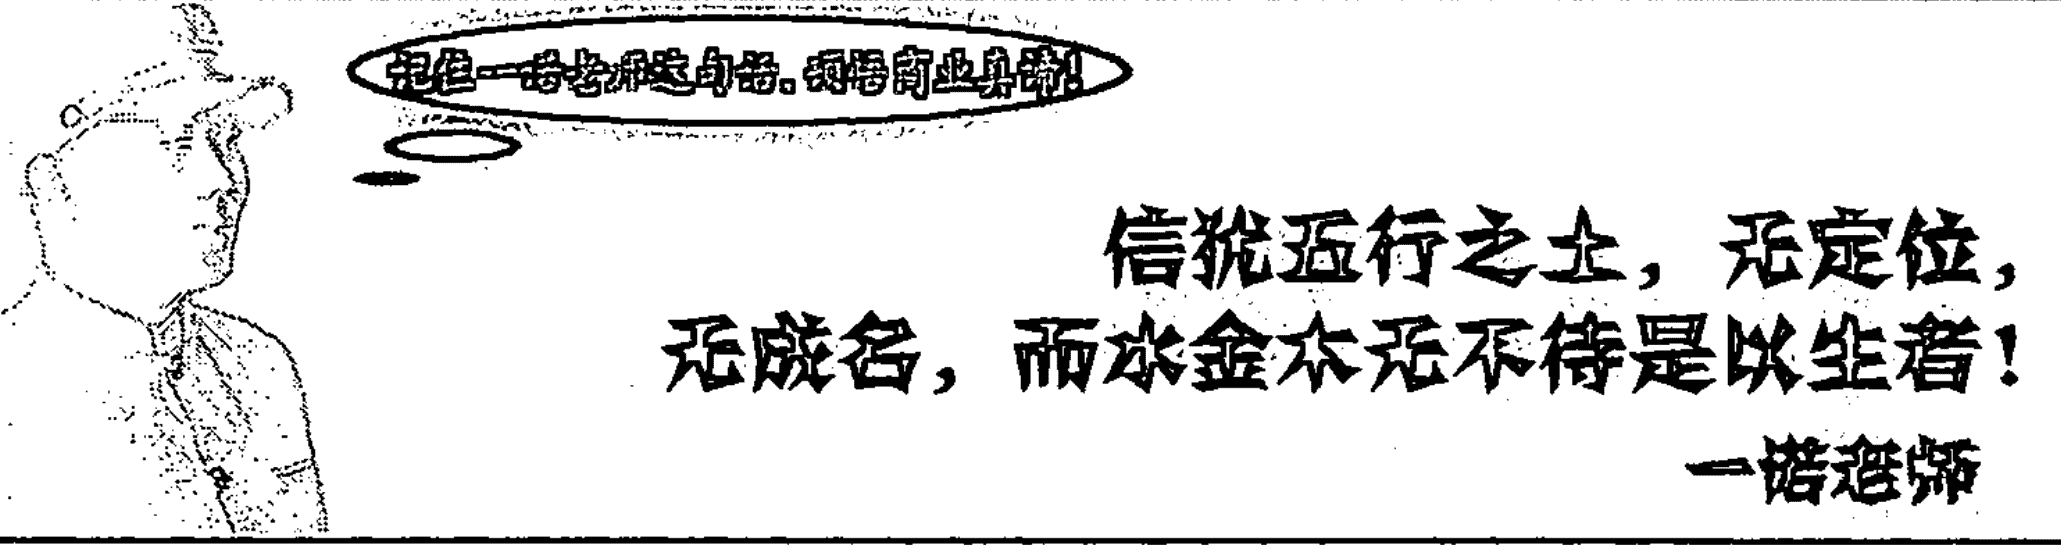 记住一诺老师这句话，领悟商业真谛！
信犹五行之土，无定位，
无成名，而水金木无不待是以生者！
一诺老师